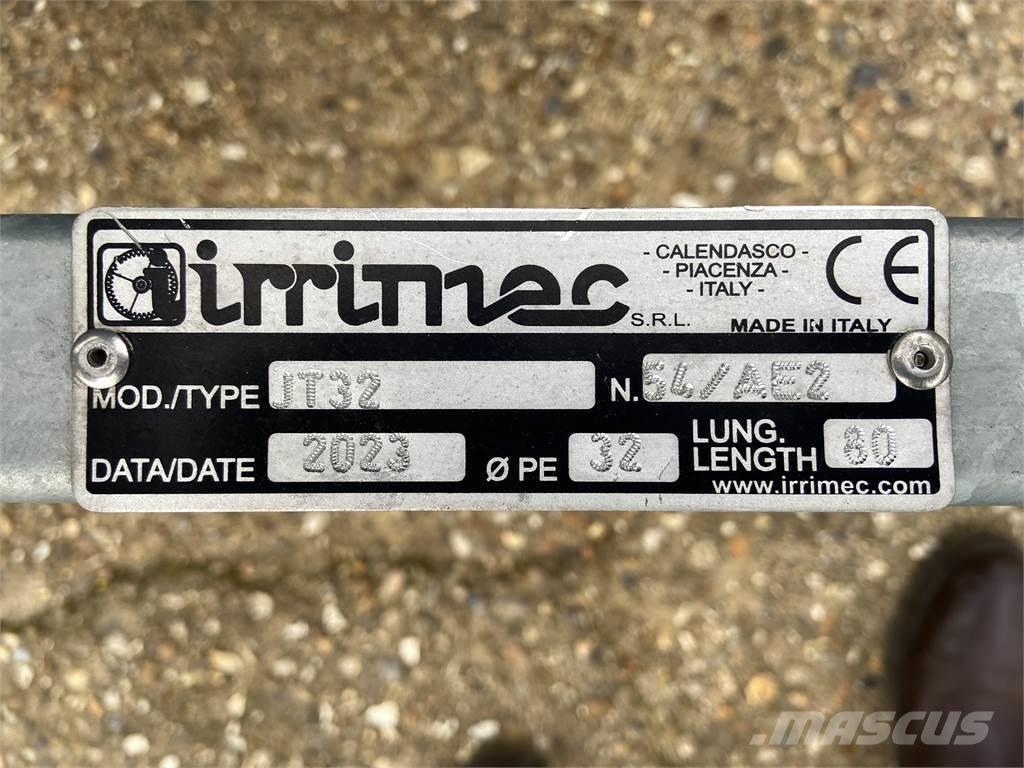 irrimec S.R.L.
- CALENDASCO -
- PIACENZA -
- ITALY -
CE
MADE IN ITALY
MOD./TYPE JT32 N. 54/AE2
DATA/DATE 2023 Ø PE 32 LUNG. LENGTH 80
www.irrimec.com
MASCUS